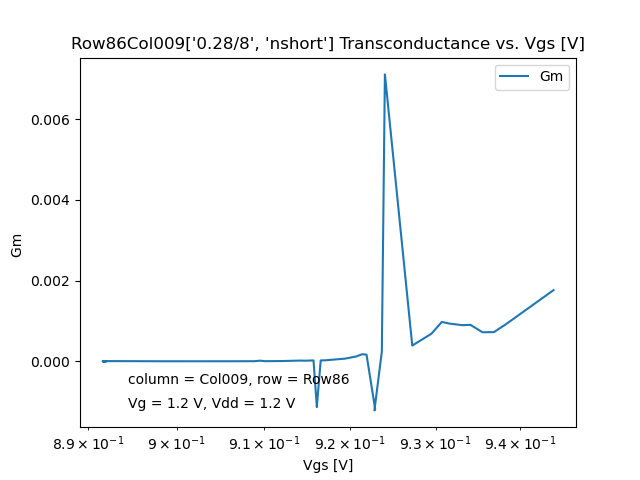 Row86Col009['0.28/8', 'nshort'] Transconductance vs. Vgs [V]
Gm
0.006
0.004
0.002
0.000
Gm
column = Col009, row = Row86
Vg = 1.2 V, Vdd = 1.2 V
8.9 × 10⁻¹ 9 × 10⁻¹ 9.1 × 10⁻¹ 9.2 × 10⁻¹ 9.3 × 10⁻¹ 9.4 × 10⁻¹
Vgs [V]